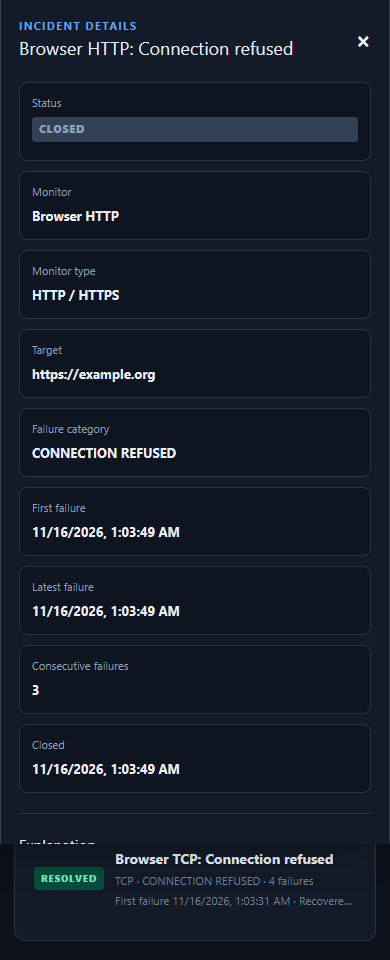 INCIDENT DETAILS
Browser HTTP: Connection refused
×
Status
CLOSED
Monitor
Browser HTTP
Monitor type
HTTP / HTTPS
Target
https://example.org
Failure category
CONNECTION REFUSED
First failure
11/16/2026, 1:03:49 AM
Latest failure
11/16/2026, 1:03:49 AM
Consecutive failures
3
Closed
11/16/2026, 1:03:49 AM
Explanation
Browser TCP: Connection refused
RESOLVED
TCP · CONNECTION REFUSED · 4 failures
First failure 11/16/2026, 1:03:31 AM · Recovere...